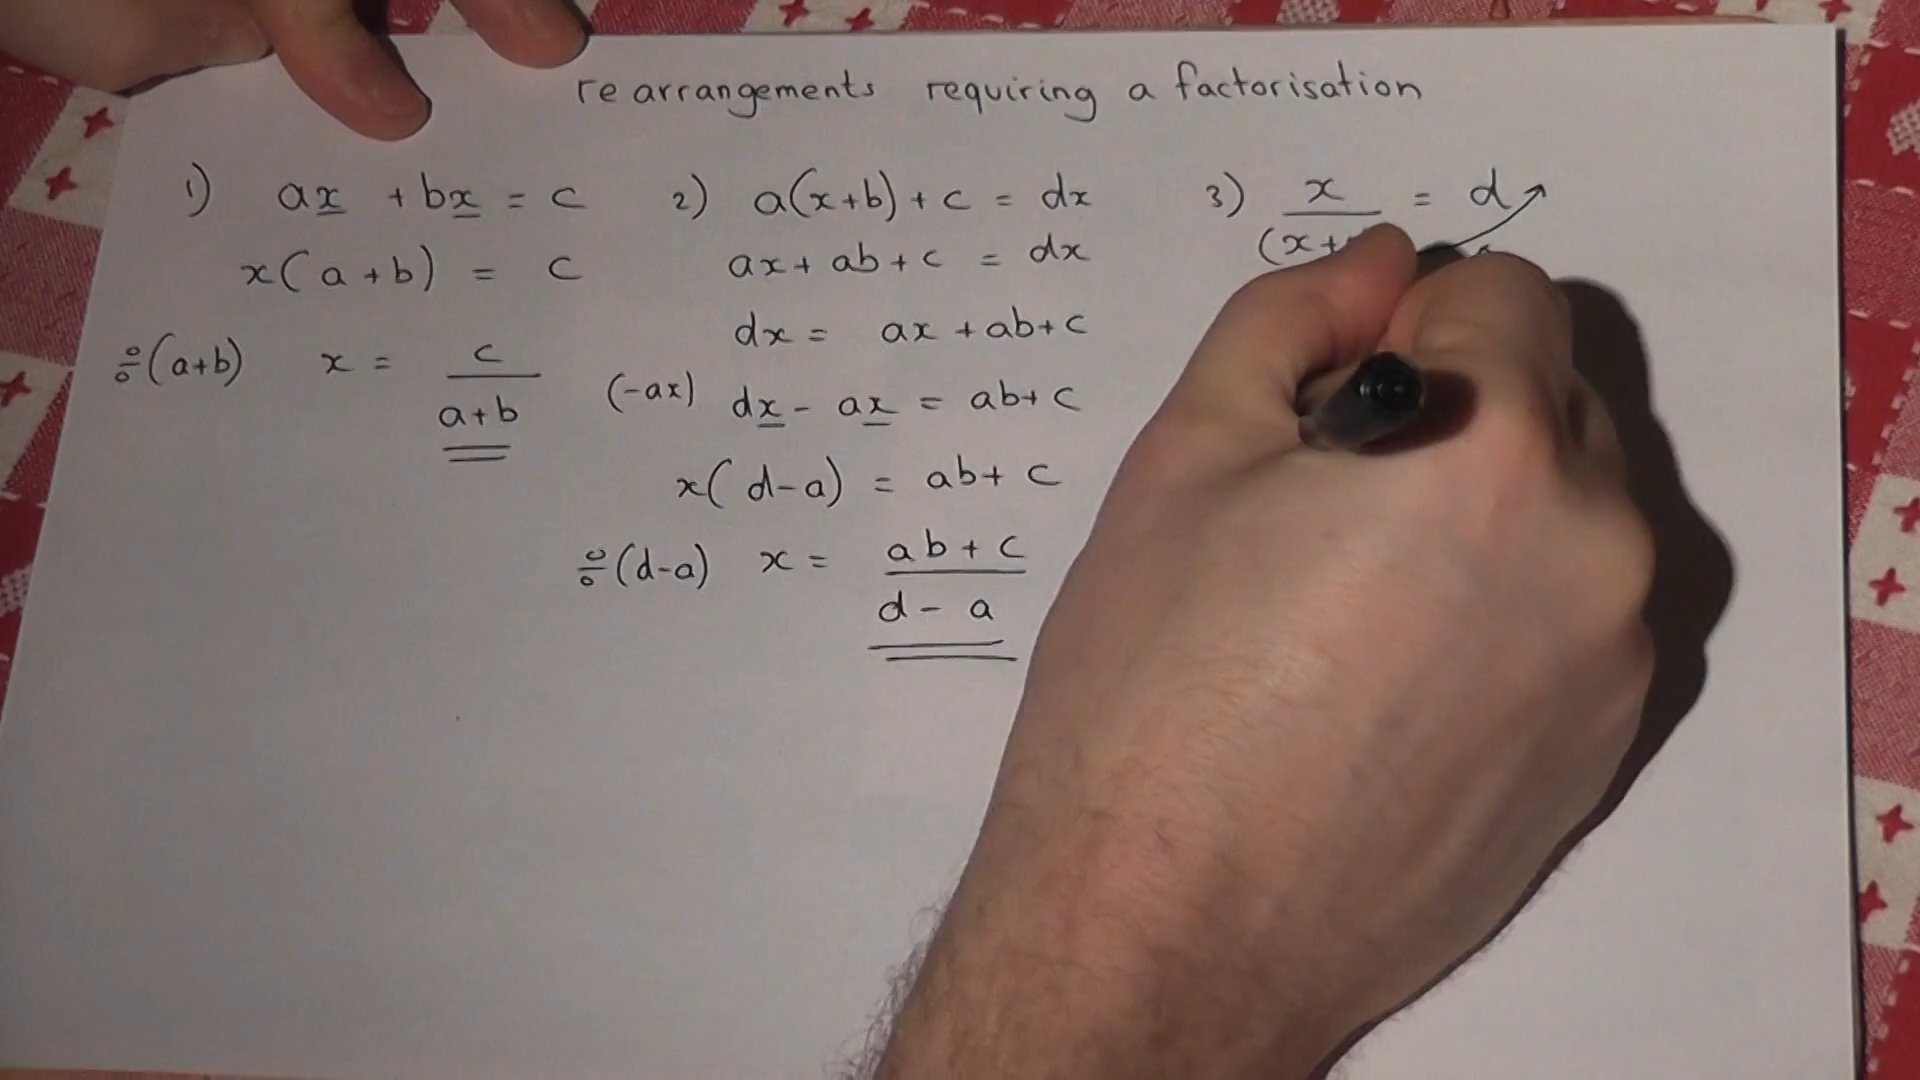 rearrangements requiring a factorisation
1) ax + bx = c
x(a+b) = c
÷(a+b) x = c
a+b
2) a(x+b) + c = dx
ax + ab + c = dx
dx = ax + ab + c
(-ax) dx - ax = ab + c
x(d-a) = ab + c
÷(d-a) x = ab + c
d - a
3) x = d
(x+